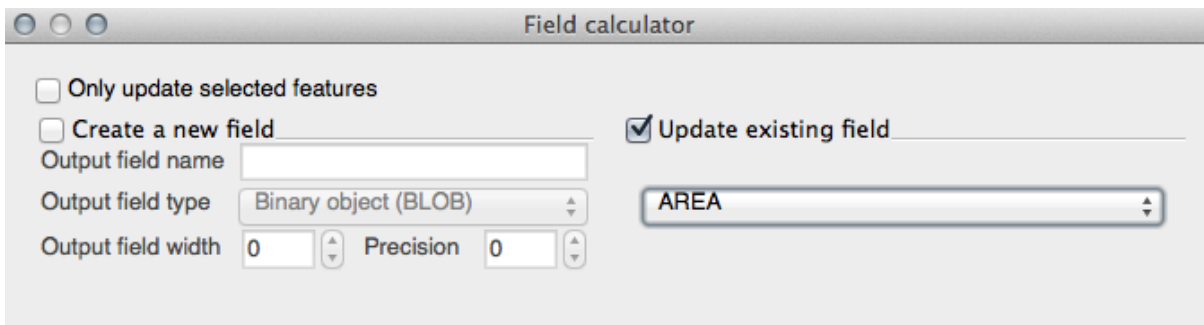 Field calculator
Only update selected features
Create a new field
Update existing field
Output field name
Output field type Binary object (BLOB)
AREA
Output field width 0 Precision 0